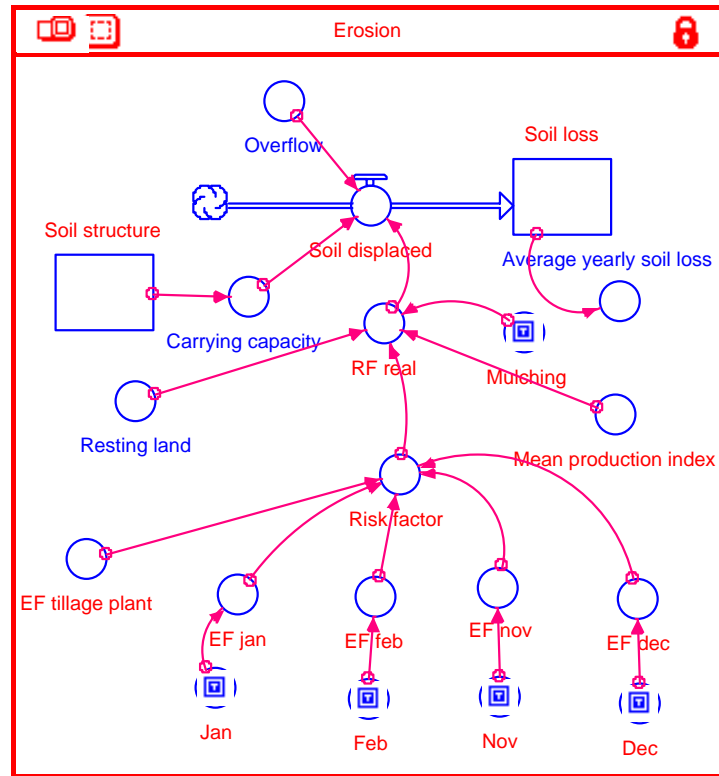 Erosion
Overflow
Soil loss
Soil structure
Soil displaced
Average yearly soil loss
Carrying capacity
RF real
Mulching
Resting land
Mean production index
Risk factor
EF tillage plant
EF jan
EF feb
EF nov
EF dec
T
T
T
T
T
Jan
Feb
Nov
Dec